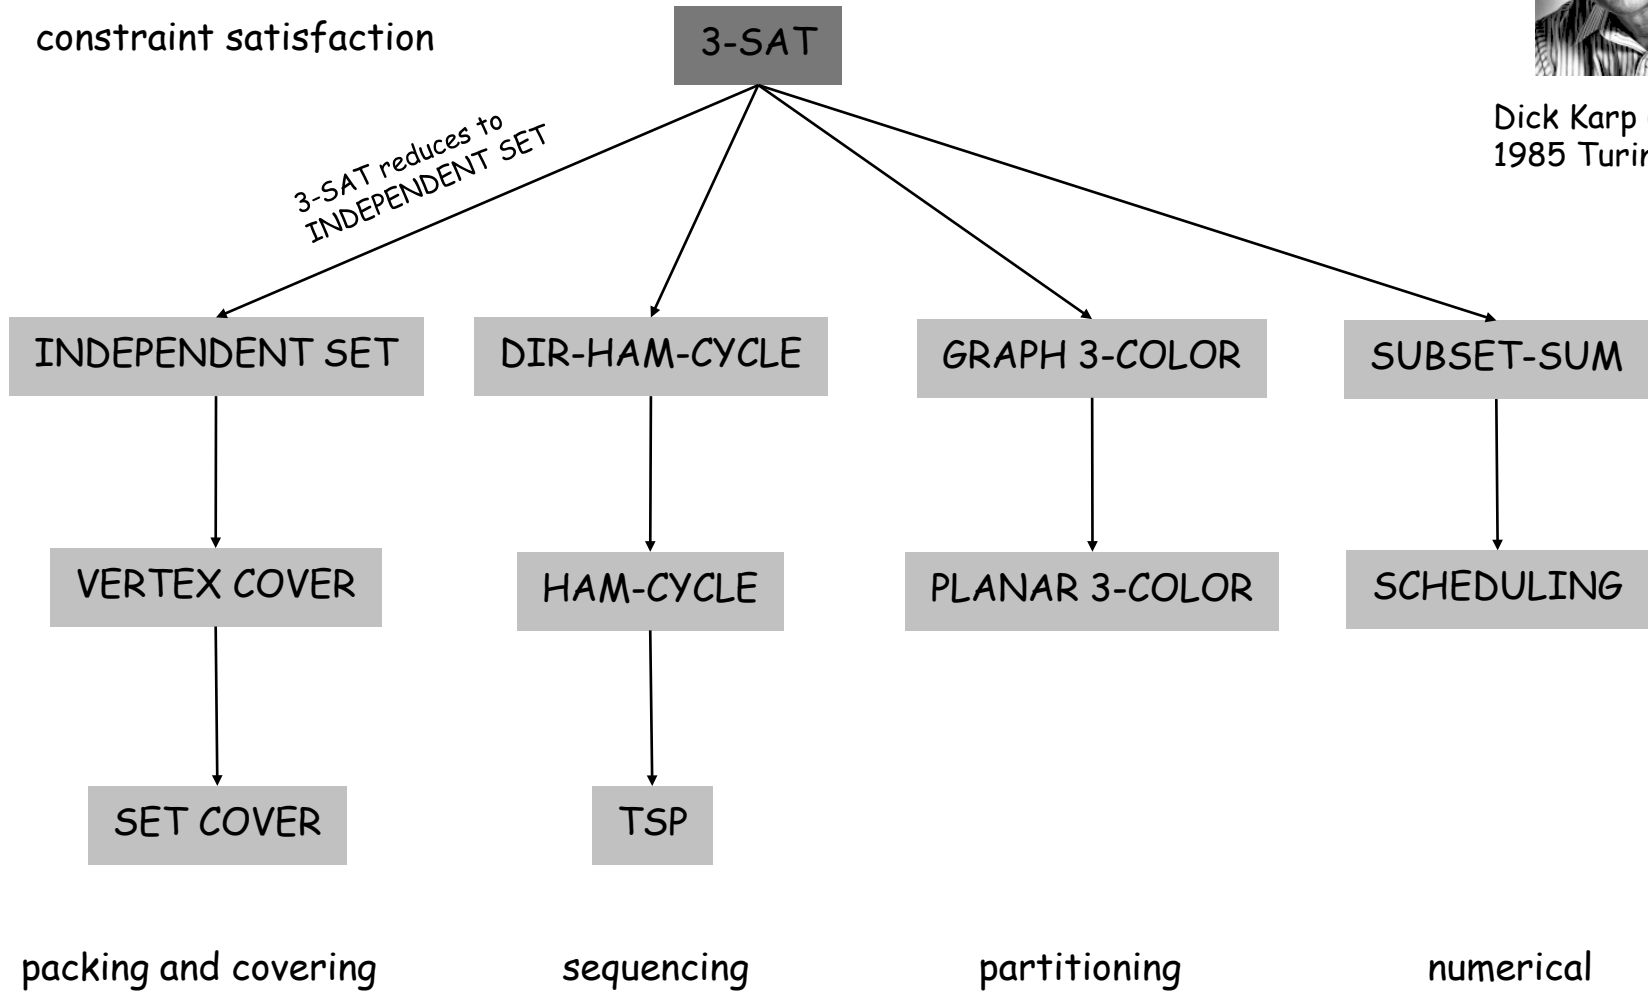 constraint satisfaction
3-SAT
Dick Karp
1985
3-SAT reduces to
INDEPENDENT SET
INDEPENDENT SET
DIR-HAM-CYCLE
GRAPH 3-COLOR
SUBSET-SUM
VERTEX COVER
HAM-CYCLE
PLANAR 3-COLOR
SCHEDULING
SET COVER
TSP
packing and covering
sequencing
partitioning
numerical